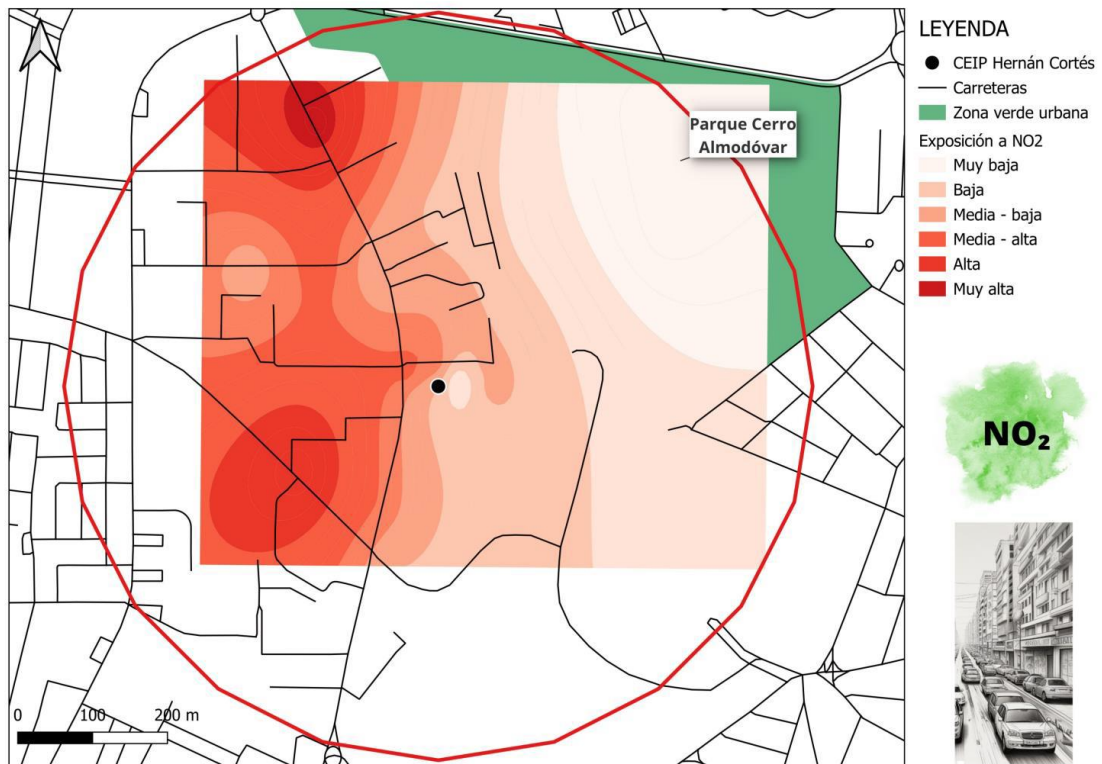 LEYENDA
CEIP Hernán Cortés
Carreteras
Zona verde urbana
Exposición a NO2
Muy baja
Baja
Media - baja
Media - alta
Alta
Muy alta
Parque Cerro
Almodóvar
NO₂
0 100 200 m